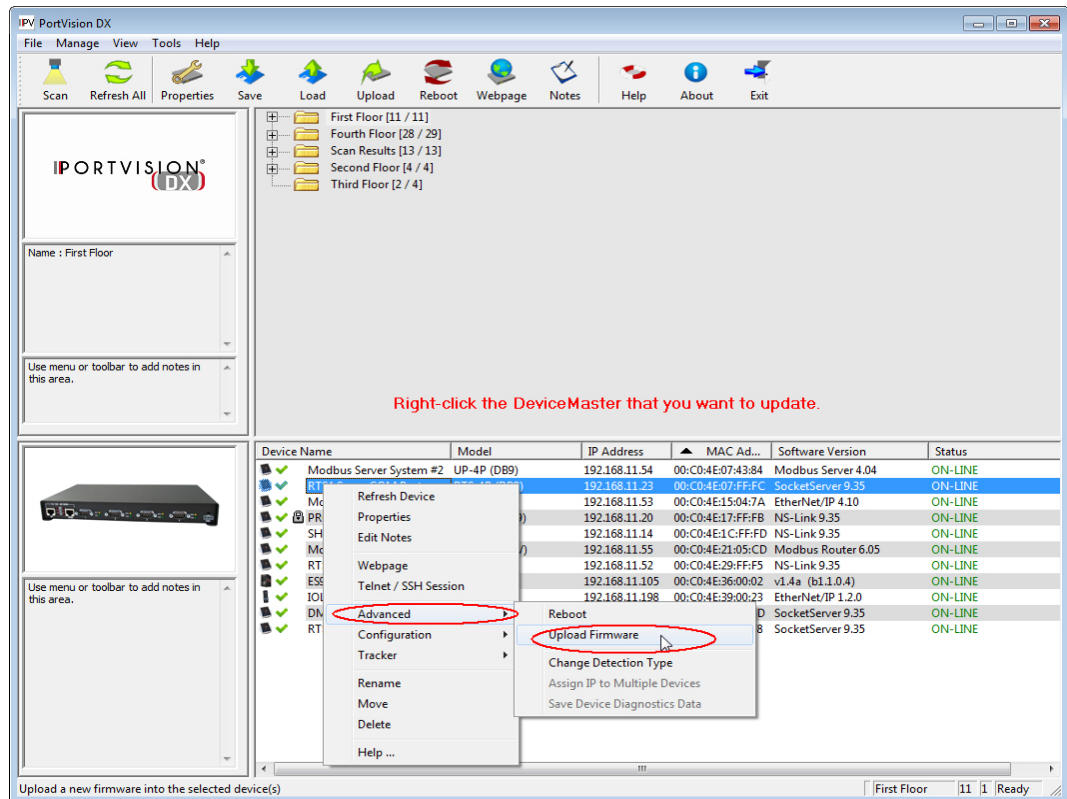 PortVision DX
File Manage View Tools Help
Scan Refresh All Properties Save Load Upload Reboot Webpage Notes Help About Exit
PORTVISION®
(DX)
Name : First Floor
Use menu or toolbar to add notes in
this area.
First Floor [11 / 11]
Fourth Floor [28 / 29]
Scan Results [13 / 13]
Second Floor [4 / 4]
Third Floor [2 / 4]
Right-click the DeviceMaster that you want to update.
Use menu or toolbar to add notes in
this area.
Device Name Model IP Address MAC Ad... Software Version Status
Modbus Server System #2 UP-4P (DB9) 192.168.11.54 00:C0:4E:07:43:84 Modbus Server 4.04 ON-LINE
192.168.11.23 00:C0:4E:07:FF:FC SocketServer 9.35 ON-LINE
192.168.11.53 00:C0:4E:15:04:7A EtherNet/IP 4.10 ON-LINE
PR 192.168.11.20 00:C0:4E:17:FF:FB NS-Link 9.35 ON-LINE
SH 192.168.11.14 00:C0:4E:1C:FF:FD NS-Link 9.35 ON-LINE
192.168.11.55 00:C0:4E:21:05:CD Modbus Router 6.05 ON-LINE
RT 192.168.11.52 00:C0:4E:29:FF:F5 NS-Link 9.35 ON-LINE
192.168.11.105 00:C0:4E:36:00:02 v1.4a (b1.1.0.4) ON-LINE
192.168.11.198 00:C0:4E:39:00:23 EtherNet/IP 1.2.0 ON-LINE
D SocketServer 9.35 ON-LINE
RT 8 SocketServer 9.35 ON-LINE
Refresh Device
Properties
Edit Notes
Webpage
Telnet / SSH Session
Advanced
Configuration
Tracker
Rename
Move
Delete
Help ...
Reboot
Upload Firmware
Change Detection Type
Assign IP to Multiple Devices
Save Device Diagnostics Data
Upload a new firmware into the selected device(s)
First Floor 11 1 Ready